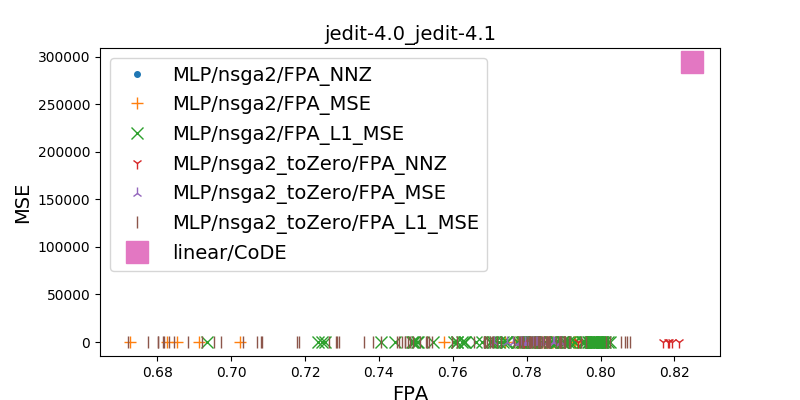 jedit-4.0_jedit-4.1
MSE
300000
250000
200000
150000
100000
50000
0
MLP/nsga2/FPA_NNZ
MLP/nsga2/FPA_MSE
MLP/nsga2/FPA_L1_MSE
MLP/nsga2_toZero/FPA_NNZ
MLP/nsga2_toZero/FPA_MSE
MLP/nsga2_toZero/FPA_L1_MSE
linear/CoDE
0.68 0.70 0.72 0.74 0.76 0.78 0.80 0.82
FPA